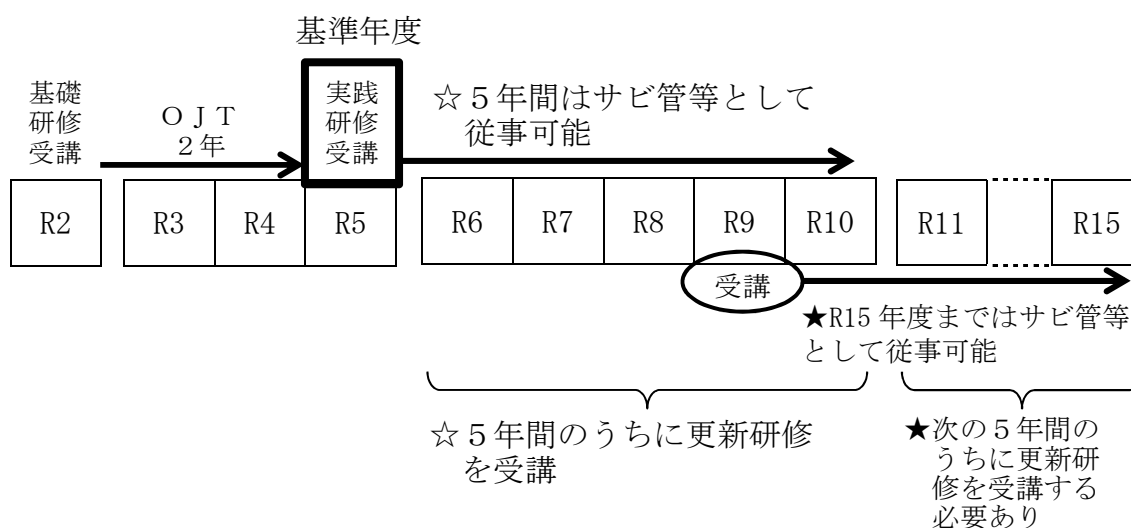 基準年度
基礎
研修
受講
ＯＪＴ
２年
実践
研修
受講
☆５年間はサビ管等として
従事可能
R2
R3
R4
R5
R6
R7
R8
R9
R10
R11
R15
受講
★R15 年度まではサビ管等
として従事可能
☆５年間のうちに更新研修
を受講
★次の５年間の
うちに更新研
修を受講する
必要あり